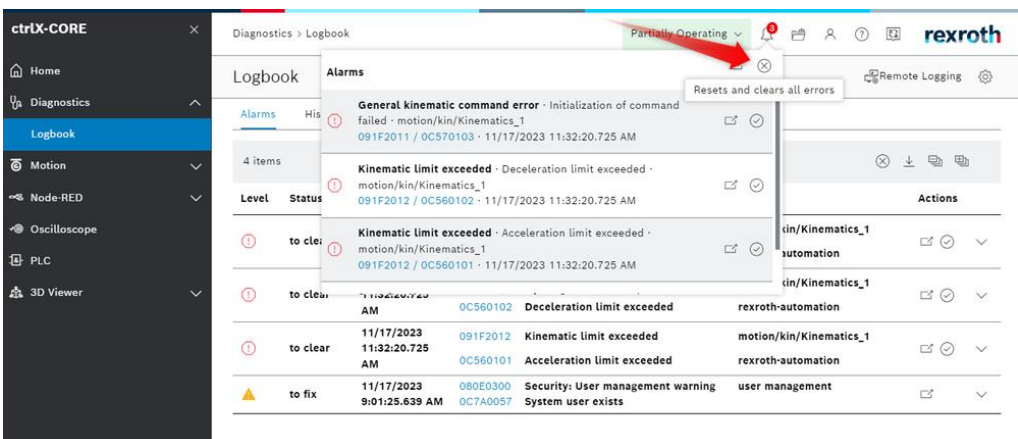 ctrlX-CORE
Home
Diagnostics
Logbook
Motion
Node-RED
Oscilloscope
PLC
3D Viewer
Diagnostics › Logbook
Partially Operating
3
rexroth
Logbook
Remote Logging
Alarms
His
4 items
Level Status Actions
Alarms
Resets and clears all errors
General kinematic command error · Initialization of command
failed · motion/kin/Kinematics_1
091F2011 / 0C570103 · 11/17/2023 11:32:20.725 AM
Kinematic limit exceeded · Deceleration limit exceeded ·
motion/kin/Kinematics_1
091F2012 / 0C560102 · 11/17/2023 11:32:20.725 AM
Kinematic limit exceeded · Acceleration limit exceeded ·
motion/kin/Kinematics_1
091F2012 / 0C560101 · 11/17/2023 11:32:20.725 AM
to clea kin/Kinematics_1
automation
kin/Kinematics_1
to clear 11:32:20.725
AM 0C560102 Deceleration limit exceeded rexroth-automation
11/17/2023 091F2012 Kinematic limit exceeded motion/kin/Kinematics_1
to clear 11:32:20.725
AM 0C560101 Acceleration limit exceeded rexroth-automation
11/17/2023 080E0300 Security: User management warning user management
to fix 9:01:25.639 AM 0C7A0057 System user exists